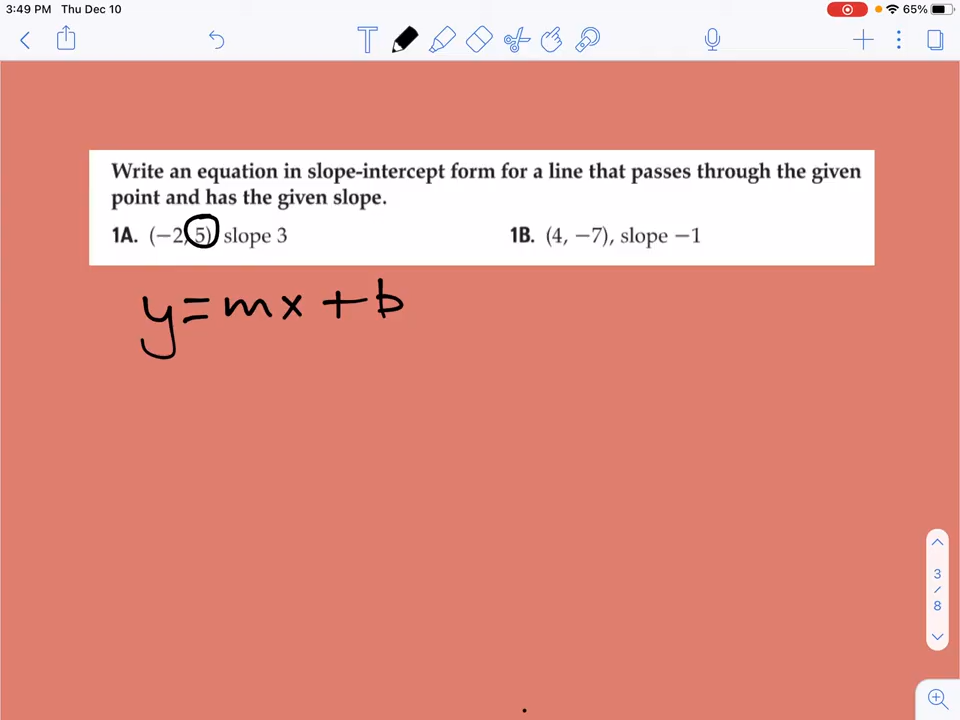 3:49 PM Thu Dec 10
65%
T
Write an equation in slope-intercept form for a line that passes through the given
point and has the given slope.
1A. (−2, 5), slope 3
1B. (4, −7), slope −1
y = mx + b
3
/
8